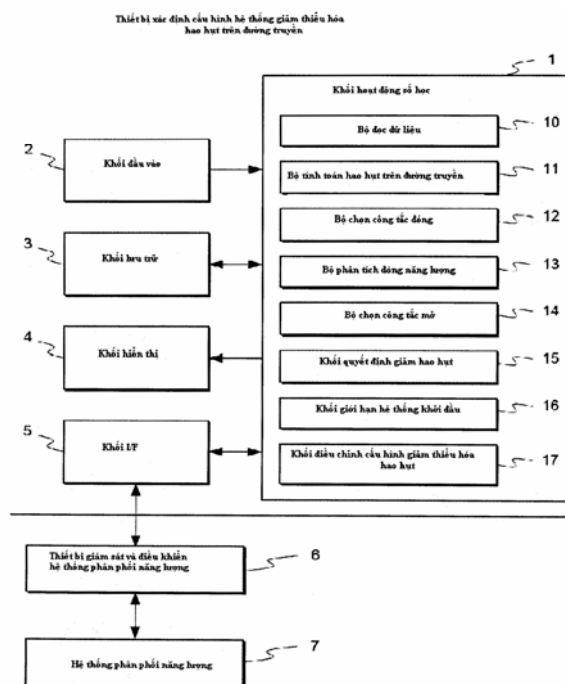 Thiết bị xác định cấu hình hệ thống giảm thiểu hóa
hao hụt trên đường truyền
1
Khối hoạt động số học
Bộ đọc dữ liệu
10
2
Khối đầu vào
Bộ tính toán hao hụt trên đường truyền
11
Bộ chọn công tắc đóng
12
3
Khối lưu trữ
Bộ phân tích dòng năng lượng
13
Bộ chọn công tắc mở
14
4
Khối hiển thị
Khối quyết định giảm hao hụt
15
Khối giới hạn hệ thống khởi đầu
16
5
Khối I/F
Khối điều chỉnh cấu hình giảm thiểu hóa
hao hụt
17
Thiết bị giám sát và điều khiển
hệ thống phân phối năng lượng
6
Hệ thống phân phối năng lượng
7